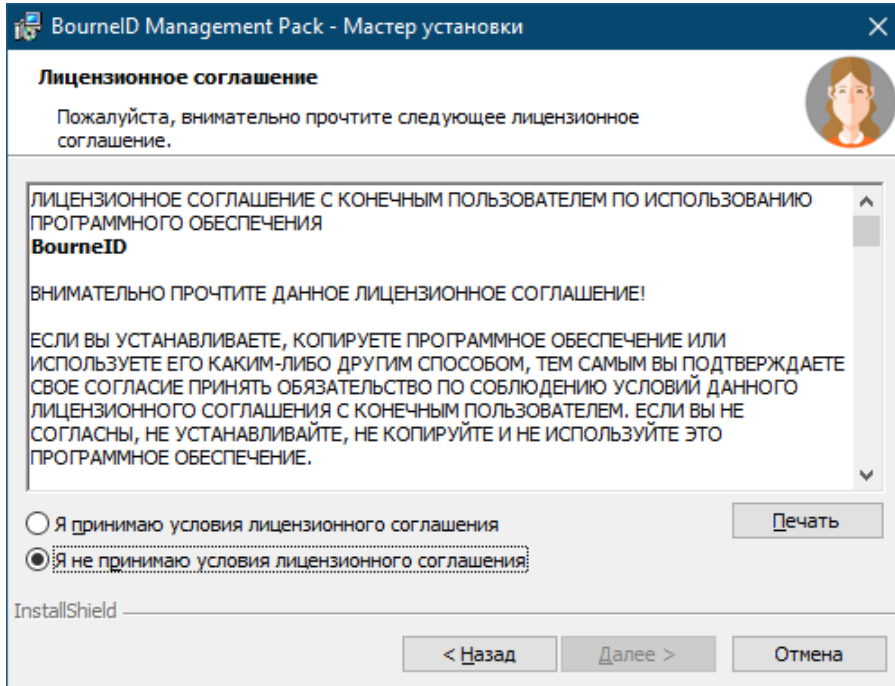 BourneID Management Pack - Мастер установки
Лицензионное соглашение
Пожалуйста, внимательно прочтите следующее лицензионное
соглашение.
ЛИЦЕНЗИОННОЕ СОГЛАШЕНИЕ С КОНЕЧНЫМ ПОЛЬЗОВАТЕЛЕМ ПО ИСПОЛЬЗОВАНИЮ
ПРОГРАММНОГО ОБЕСПЕЧЕНИЯ
BourneID
ВНИМАТЕЛЬНО ПРОЧТИТЕ ДАННОЕ ЛИЦЕНЗИОННОЕ СОГЛАШЕНИЕ!
ЕСЛИ ВЫ УСТАНАВЛИВАЕТЕ, КОПИРУЕТЕ ПРОГРАММНОЕ ОБЕСПЕЧЕНИЕ ИЛИ
ИСПОЛЬЗУЕТЕ ЕГО КАКИМ-ЛИБО ДРУГИМ СПОСОБОМ, ТЕМ САМЫМ ВЫ ПОДТВЕРЖДАЕТЕ
СВОЕ СОГЛАСИЕ ПРИНЯТЬ ОБЯЗАТЕЛЬСТВО ПО СОБЛЮДЕНИЮ УСЛОВИЙ ДАННОГО
ЛИЦЕНЗИОННОГО СОГЛАШЕНИЯ С КОНЕЧНЫМ ПОЛЬЗОВАТЕЛЕМ. ЕСЛИ ВЫ НЕ
СОГЛАСНЫ, НЕ УСТАНАВЛИВАЙТЕ, НЕ КОПИРУЙТЕ И НЕ ИСПОЛЬЗУЙТЕ ЭТО
ПРОГРАММНОЕ ОБЕСПЕЧЕНИЕ.
Я принимаю условия лицензионного соглашения
Печать
Я не принимаю условия лицензионного соглашения
InstallShield
< Назад Далее > Отмена